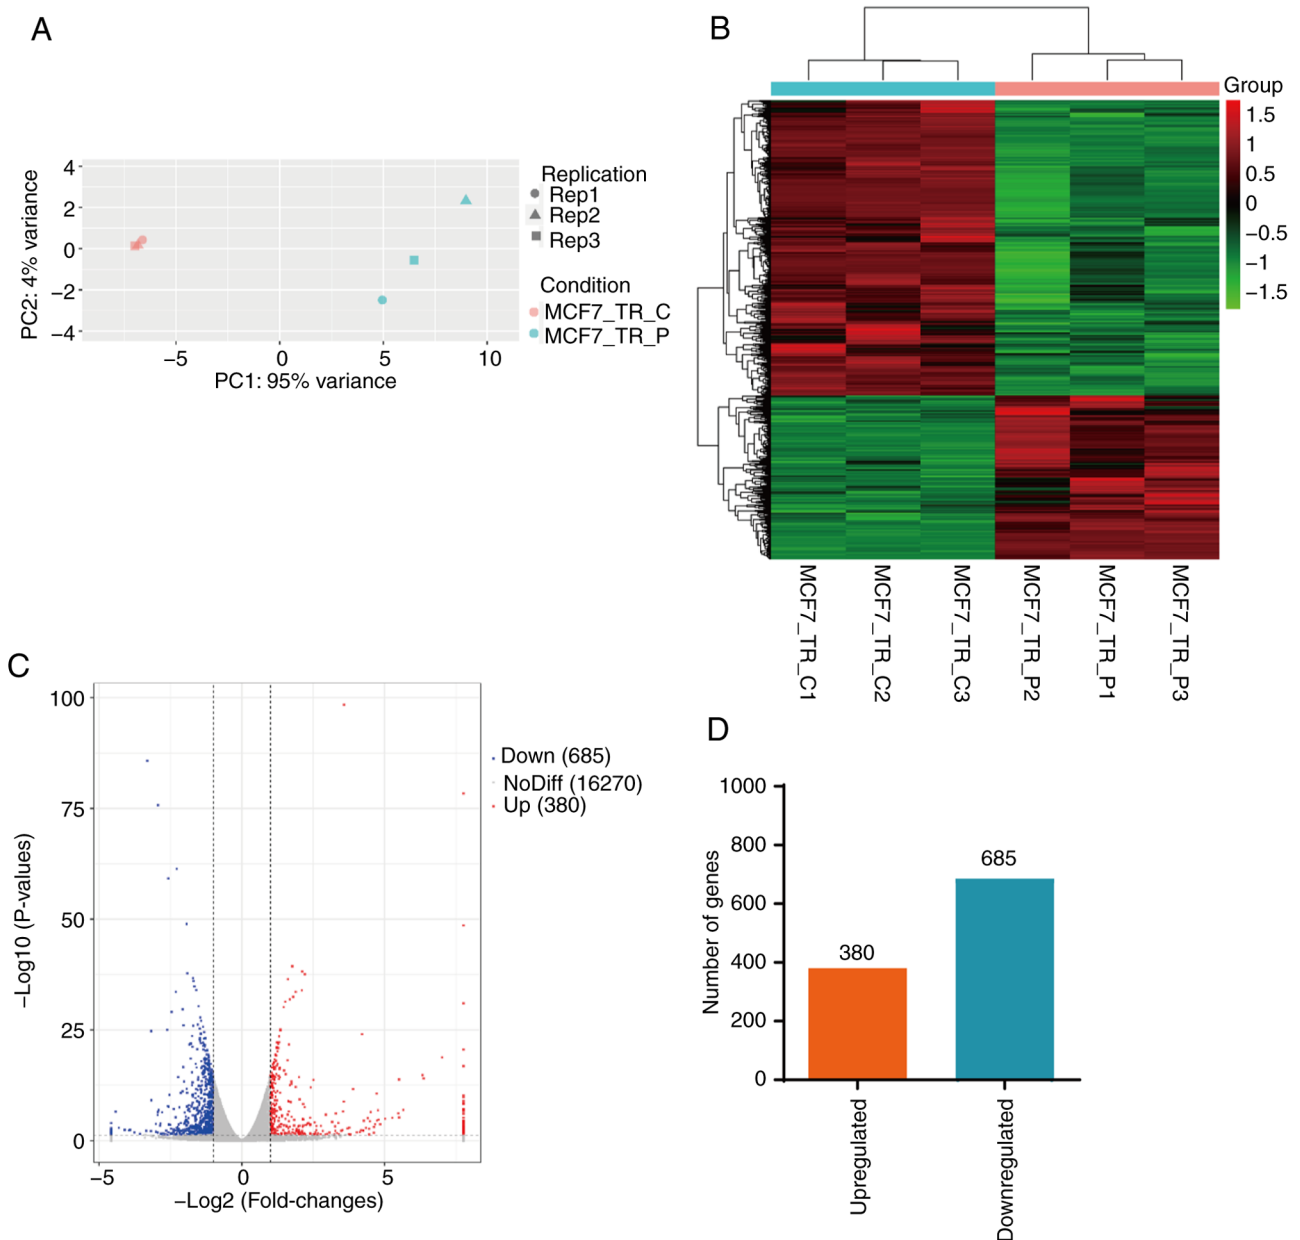 A
4
2
0
−2
−4
PC2: 4% variance
−5
0
5
10
PC1: 95% variance
Replication
Rep1
Rep2
Rep3
Condition
MCF7_TR_C
MCF7_TR_P
B
Group
1.5
1
0.5
0
−0.5
−1
−1.5
MCF7_TR_C1
MCF7_TR_C2
MCF7_TR_C3
MCF7_TR_P2
MCF7_TR_P1
MCF7_TR_P3
C
100
75
50
25
0
−Log10 (P-values)
−5
0
5
−Log2 (Fold-changes)
Down (685)
NoDiff (16270)
Up (380)
D
1000
800
600
400
200
0
Number of genes
380
685
Upregulated
Downregulated